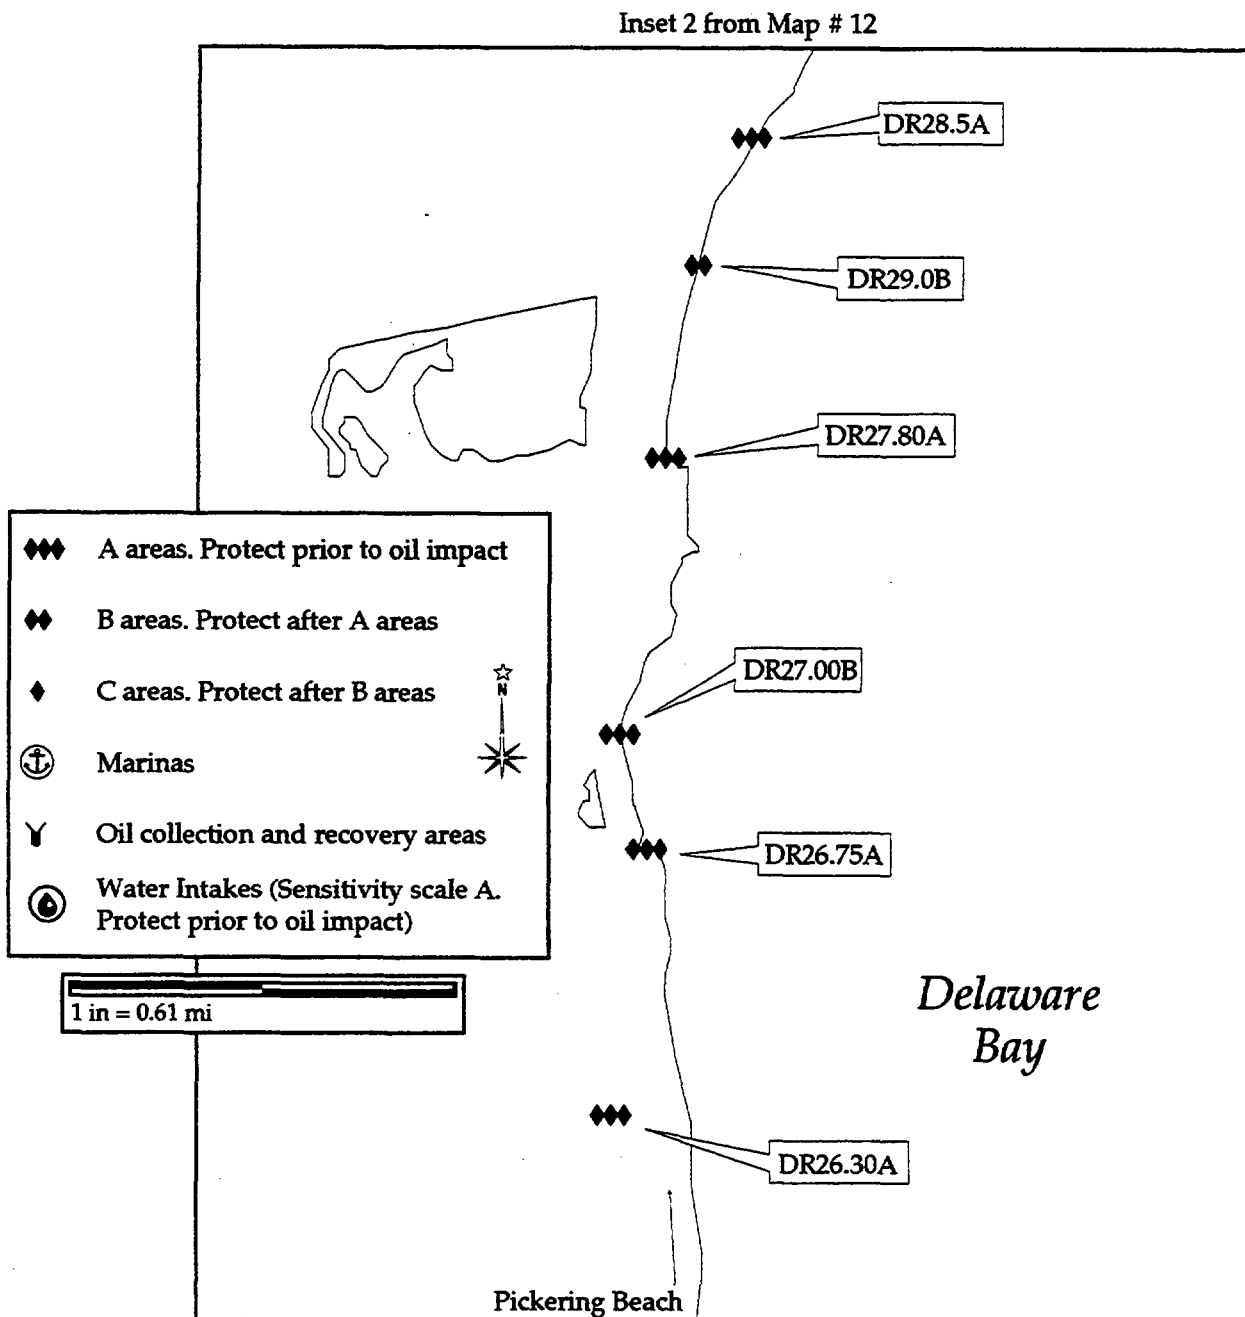 Inset 2 from Map # 12
DR28.5A
DR29.0B
DR27.80A
A areas. Protect prior to oil impact
B areas. Protect after A areas
C areas. Protect after B areas
N
Marinas
Oil collection and recovery areas
Water Intakes (Sensitivity scale A.
Protect prior to oil impact)
1 in = 0.61 mi
DR27.00B
DR26.75A
Delaware
Bay
DR26.30A
Pickering Beach